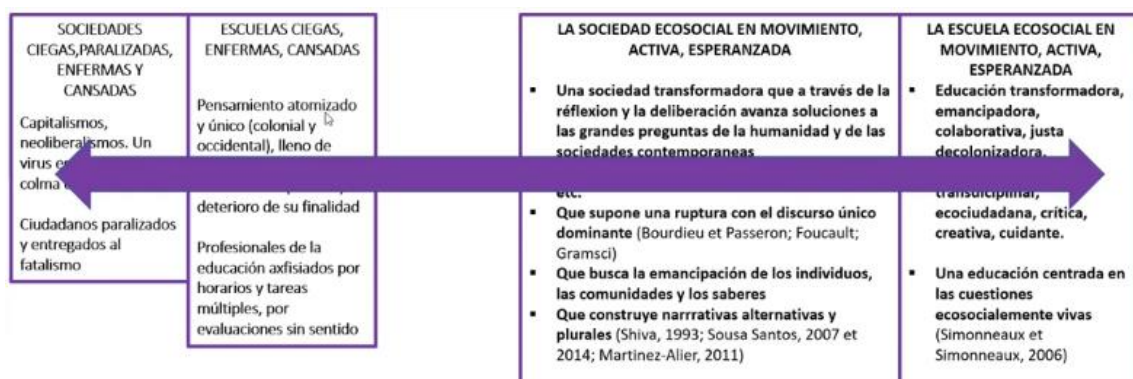 SOCIEDADES
CIEGAS,PARALIZADAS,
ENFERMAS Y
CANSADAS
Capitalismos,
neoliberalismos. Un
virus
colma
Ciudadanos paralizados
y entregados al
fatalismo
ESCUELAS CIEGAS,
ENFERMAS, CANSADAS
Pensamiento atomizado
y único (colonial y
occidental), lleno de
deterioro de su finalidad
Profesionales de la
educación axfisiados por
horarios y tareas
múltiples, por
evaluaciones sin sentido
LA SOCIEDAD ECOSOCIAL EN MOVIMIENTO,
ACTIVA, ESPERANZADA
▪ Una sociedad transformadora que a través de la
réflexion y la deliberación avanza soluciones a
las grandes preguntas de la humanidad y de las
sociedades contemporaneas
etc.
▪ Que supone una ruptura con el discurso único
dominante (Bourdieu et Passeron; Foucault;
Gramsci)
▪ Que busca la emancipación de los individuos,
las comunidades y los saberes
▪ Que construye narrrativas alternativas y
plurales (Shiva, 1993; Sousa Santos, 2007 et
2014; Martinez-Alier, 2011)
LA ESCUELA ECOSOCIAL EN
MOVIMIENTO, ACTIVA,
ESPERANZADA
▪ Educación transformadora,
emancipadora,
colaborativa, justa
decolonizadora.
transdiciplinar,
ecociudadana, crítica,
creativa, cuidante.
▪ Una educación centrada en
las cuestiones
ecosocialemente vivas
(Simonneaux et
Simonneaux, 2006)